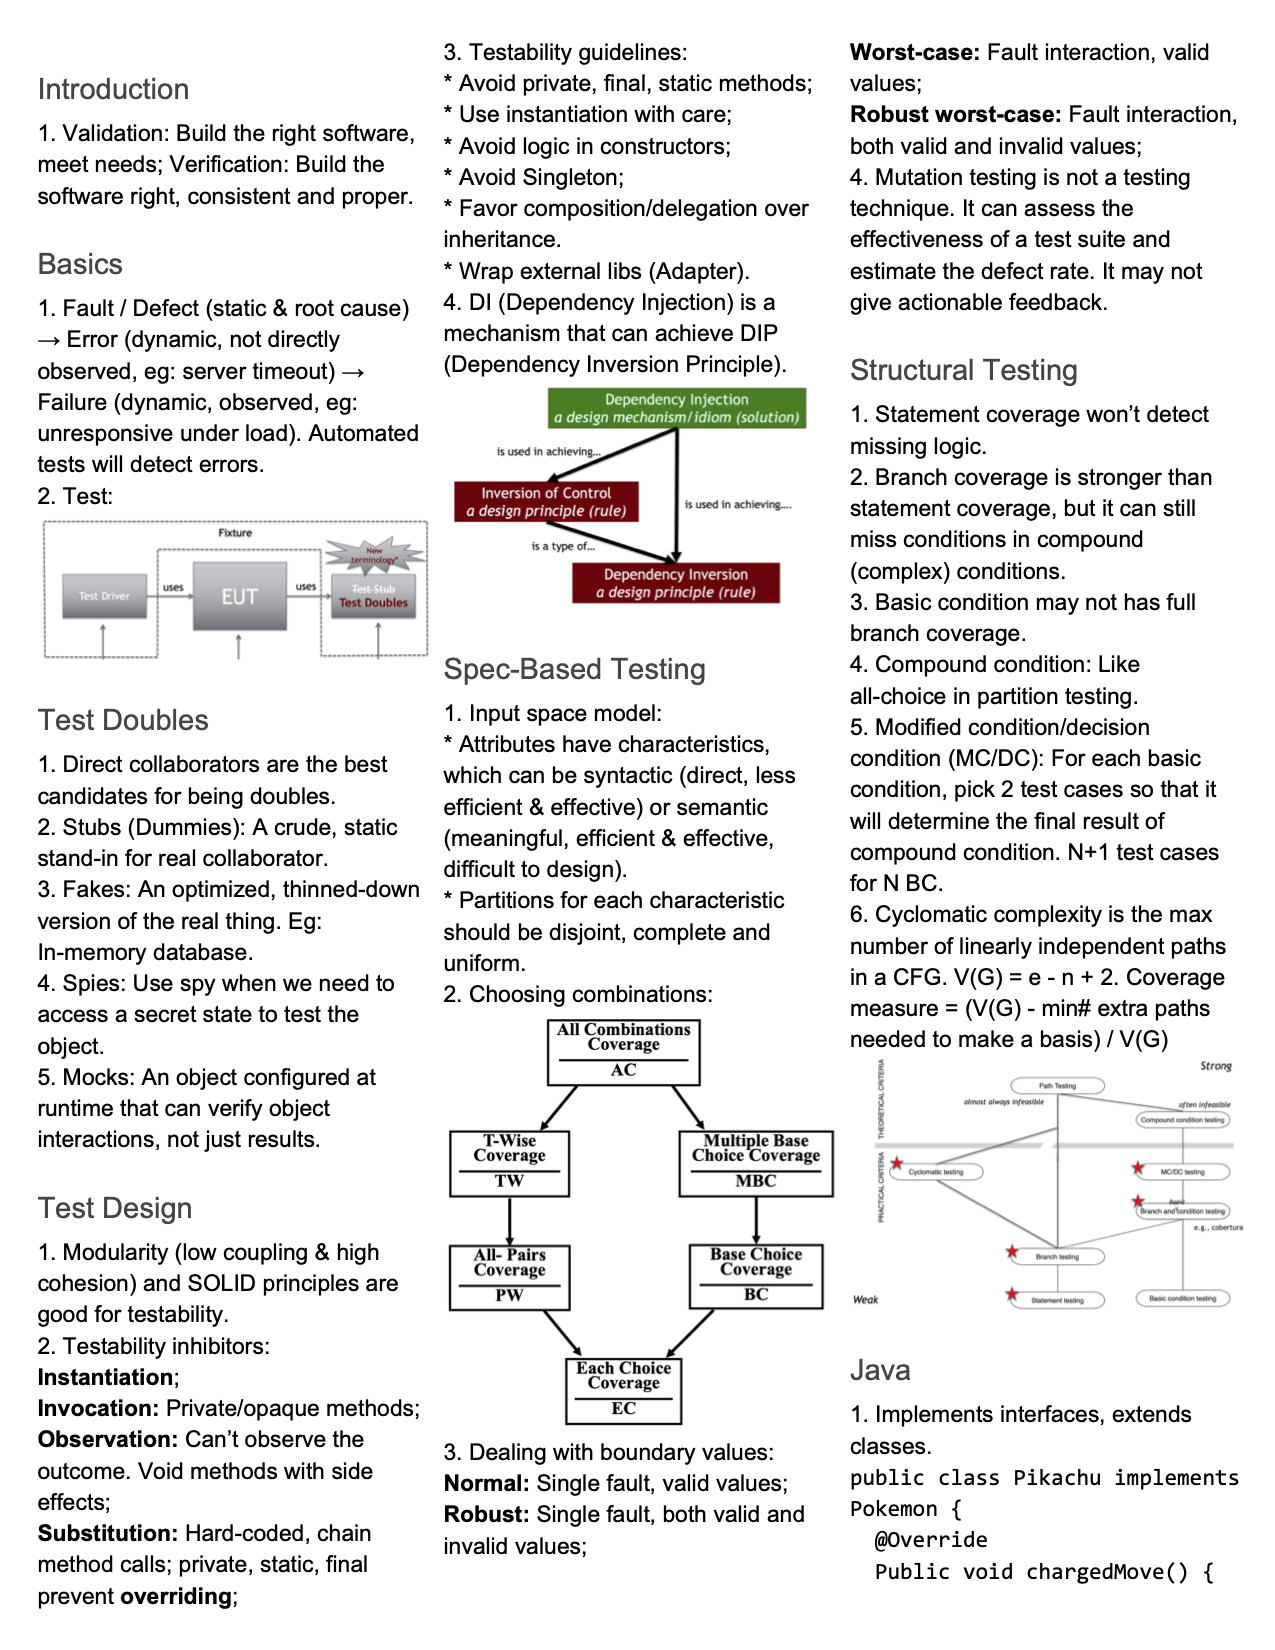 Introduction
1. Validation: Build the right software,
meet needs; Verification: Build the
software right, consistent and proper.
Basics
1. Fault / Defect (static & root cause)
→ Error (dynamic, not directly
observed, eg: server timeout) →
Failure (dynamic, observed, eg:
unresponsive under load). Automated
tests will detect errors.
2. Test:
Fixture
New
terminology*
Test Driver
uses
EUT
uses
Test Stub
Test Doubles
Test Doubles
1. Direct collaborators are the best
candidates for being doubles.
2. Stubs (Dummies): A crude, static
stand-in for real collaborator.
3. Fakes: An optimized, thinned-down
version of the real thing. Eg:
In-memory database.
4. Spies: Use spy when we need to
access a secret state to test the
object.
5. Mocks: An object configured at
runtime that can verify object
interactions, not just results.
Test Design
1. Modularity (low coupling & high
cohesion) and SOLID principles are
good for testability.
2. Testability inhibitors:
Instantiation;
Invocation: Private/opaque methods;
Observation: Can’t observe the
outcome. Void methods with side
effects;
Substitution: Hard-coded, chain
method calls; private, static, final
prevent overriding;
3. Testability guidelines:
* Avoid private, final, static methods;
* Use instantiation with care;
* Avoid logic in constructors;
* Avoid Singleton;
* Favor composition/delegation over
inheritance.
* Wrap external libs (Adapter).
4. DI (Dependency Injection) is a
mechanism that can achieve DIP
(Dependency Inversion Principle).
Dependency Injection
a design mechanism/idiom (solution)
is used in achieving...
Inversion of Control
a design principle (rule)
is used in achieving....
is a type of...
Dependency Inversion
a design principle (rule)
Spec-Based Testing
1. Input space model:
* Attributes have characteristics,
which can be syntactic (direct, less
efficient & effective) or semantic
(meaningful, efficient & effective,
difficult to design).
* Partitions for each characteristic
should be disjoint, complete and
uniform.
2. Choosing combinations:
All Combinations
Coverage
AC
T-Wise
Coverage
TW
Multiple Base
Choice Coverage
MBC
All- Pairs
Coverage
PW
Base Choice
Coverage
BC
Each Choice
Coverage
EC
3. Dealing with boundary values:
Normal: Single fault, valid values;
Robust: Single fault, both valid and
invalid values;
Worst-case: Fault interaction, valid
values;
Robust worst-case: Fault interaction,
both valid and invalid values;
4. Mutation testing is not a testing
technique. It can assess the
effectiveness of a test suite and
estimate the defect rate. It may not
give actionable feedback.
Structural Testing
1. Statement coverage won’t detect
missing logic.
2. Branch coverage is stronger than
statement coverage, but it can still
miss conditions in compound
(complex) conditions.
3. Basic condition may not has full
branch coverage.
4. Compound condition: Like
all-choice in partition testing.
5. Modified condition/decision
condition (MC/DC): For each basic
condition, pick 2 test cases so that it
will determine the final result of
compound condition. N+1 test cases
for N BC.
6. Cyclomatic complexity is the max
number of linearly independent paths
in a CFG. V(G) = e - n + 2. Coverage
measure = (V(G) - min# extra paths
needed to make a basis) / V(G)
Strong
THEORETICAL CRITERIA
Path Testing
almost always infeasible
often infeasible
Compound condition testing
PRACTICAL CRITERIA
Cyclomatic testing
MC/DC testing
basic
Branch and condition testing
e.g., cobertura
Branch testing
Weak
Statement testing
Basic condition testing
Java
1. Implements interfaces, extends
classes.
public class Pikachu implements
Pokemon {
@Override
Public void chargedMove() {